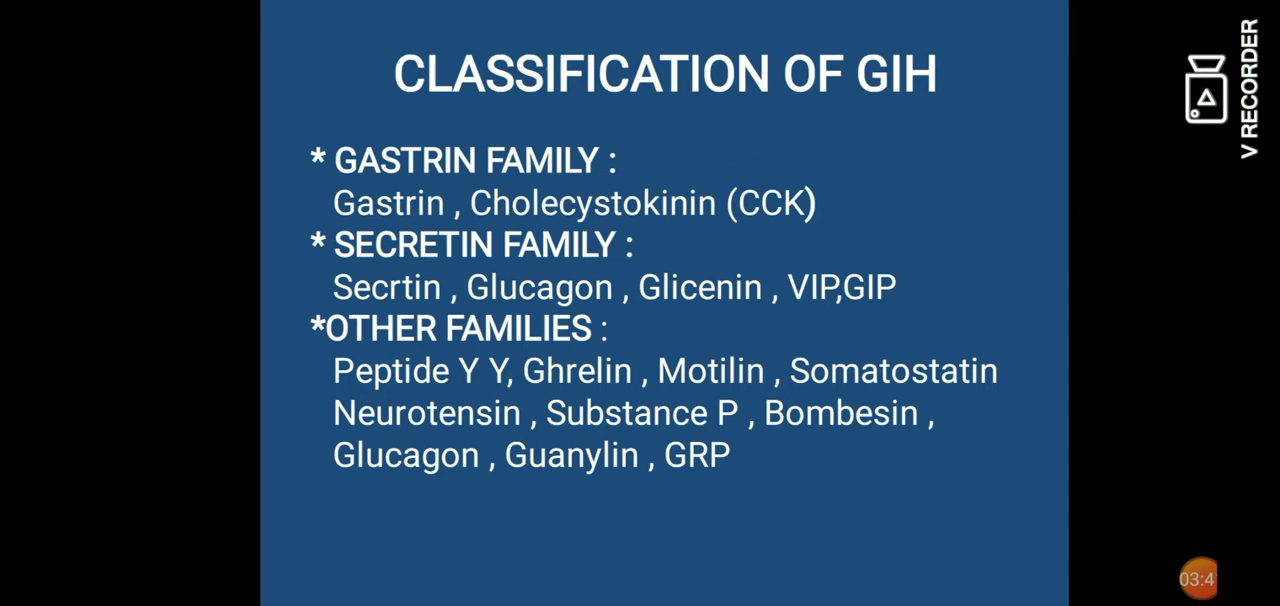 CLASSIFICATION OF GIH
* GASTRIN FAMILY :
Gastrin , Cholecystokinin (CCK)
* SECRETIN FAMILY :
Secrtin , Glucagon , Glicenin , VIP,GIP
*OTHER FAMILIES :
Peptide Y Y, Ghrelin , Motilin , Somatostatin
Neurotensin , Substance P , Bombesin ,
Glucagon , Guanylin , GRP
V RECORDER